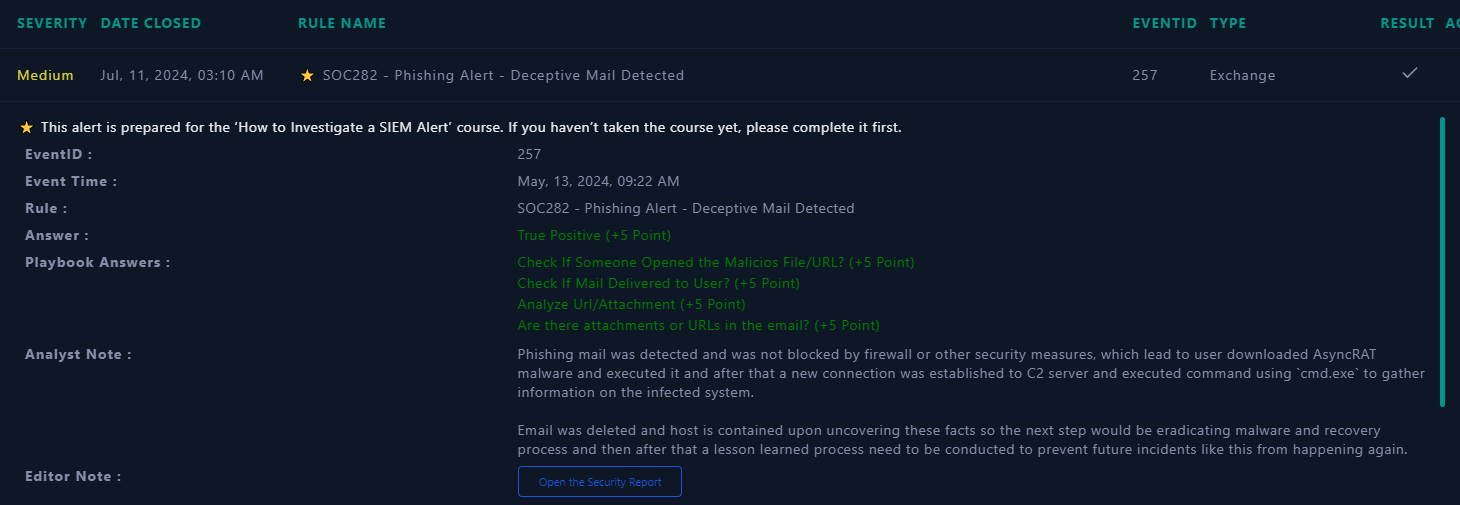 SEVERITY DATE CLOSED RULE NAME EVENTID TYPE RESULT AC
Medium Jul, 11, 2024, 03:10 AM SOC282 - Phishing Alert - Deceptive Mail Detected 257 Exchange
This alert is prepared for the ‘How to Investigate a SIEM Alert’ course. If you haven’t taken the course yet, please complete it first.
EventID : 257
Event Time : May, 13, 2024, 09:22 AM
Rule : SOC282 - Phishing Alert - Deceptive Mail Detected
Answer : True Positive (+5 Point)
Playbook Answers : Check If Someone Opened the Malicios File/URL? (+5 Point)
Check If Mail Delivered to User? (+5 Point)
Analyze Url/Attachment (+5 Point)
Are there attachments or URLs in the email? (+5 Point)
Analyst Note : Phishing mail was detected and was not blocked by firewall or other security measures, which lead to user downloaded AsyncRAT
malware and executed it and after that a new connection was established to C2 server and executed command using `cmd.exe` to gather
information on the infected system.
Email was deleted and host is contained upon uncovering these facts so the next step would be eradicating malware and recovery
process and then after that a lesson learned process need to be conducted to prevent future incidents like this from happening again.
Editor Note : Open the Security Report